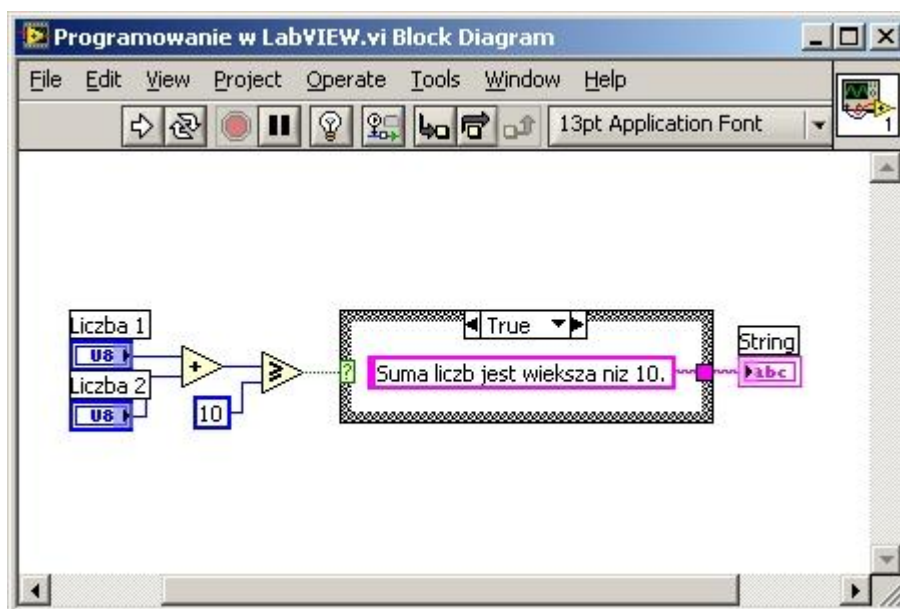 Programowanie w LabVIEW.vi Block Diagram
File Edit View Project Operate Tools Window Help
13pt Application Font
1
Liczba 1
U8
Liczba 2
U8
+
≥
10
?
True
Suma liczb jest wieksza niz 10.
String
abc